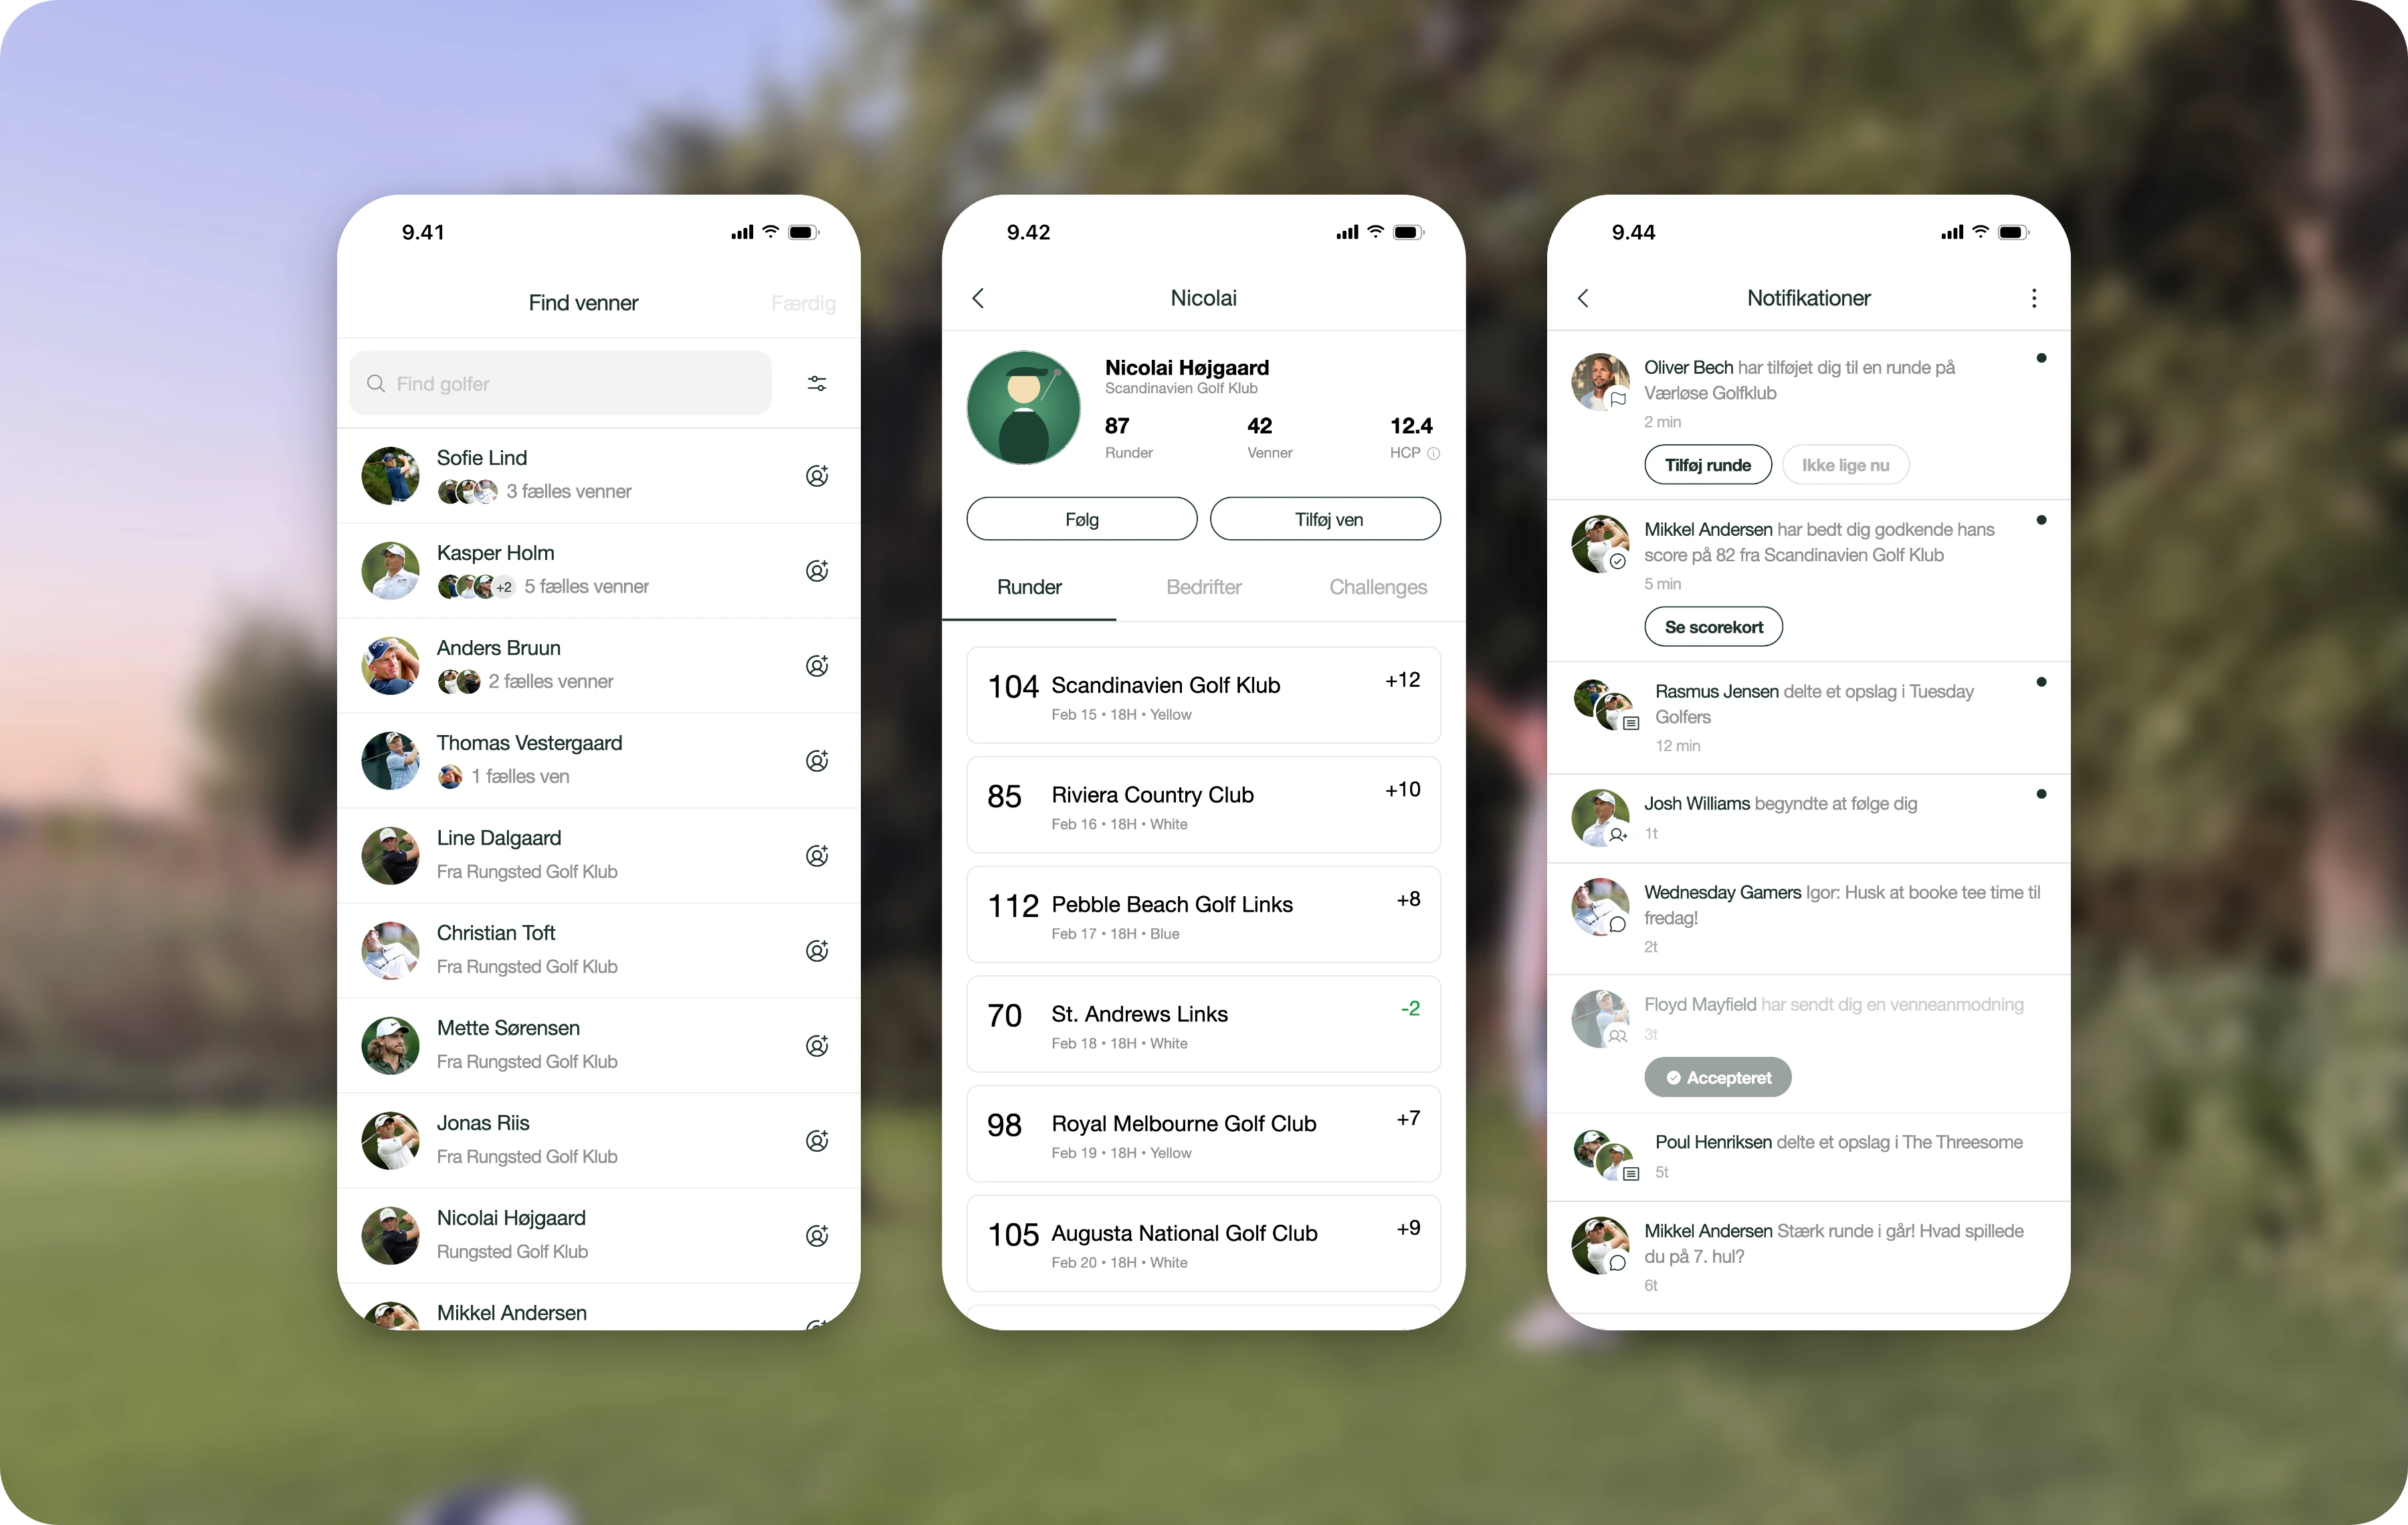 9.41
Find venner
Færdig
Find golfer
Sofie Lind
3 fælles venner
Kasper Holm
+2 5 fælles venner
Anders Bruun
2 fælles venner
Thomas Vestergaard
1 fælles ven
Line Dalgaard
Fra Rungsted Golf Klub
Christian Toft
Fra Rungsted Golf Klub
Mette Sørensen
Fra Rungsted Golf Klub
Jonas Riis
Fra Rungsted Golf Klub
Nicolai Højgaard
Rungsted Golf Klub
Mikkel Andersen
9.42
Nicolai
Nicolai Højgaard
Scandinavien Golf Klub
87 42 12.4
Runder Venner HCP
Følg Tilføj ven
Runder Bedrifter Challenges
104 Scandinavien Golf Klub +12
Feb 15 • 18H • Yellow
85 Riviera Country Club +10
Feb 16 • 18H • White
112 Pebble Beach Golf Links +8
Feb 17 • 18H • Blue
70 St. Andrews Links -2
Feb 18 • 18H • White
98 Royal Melbourne Golf Club +7
Feb 19 • 18H • Yellow
105 Augusta National Golf Club +9
Feb 20 • 18H • White
9.44
Notifikationer
Oliver Bech har tilføjet dig til en runde på
Værløse Golfklub
2 min
Tilføj runde Ikke lige nu
Mikkel Andersen har bedt dig godkende hans
score på 82 fra Scandinavien Golf Klub
5 min
Se scorekort
Rasmus Jensen delte et opslag i Tuesday
Golfers
12 min
Josh Williams begyndte at følge dig
1t
Wednesday Gamers Igor: Husk at booke tee time til
fredag!
2t
Floyd Mayfield har sendt dig en venneanmodning
3t
Accepteret
Poul Henriksen delte et opslag i The Threesome
5t
Mikkel Andersen Stærk runde i går! Hvad spillede
du på 7. hul?
6t